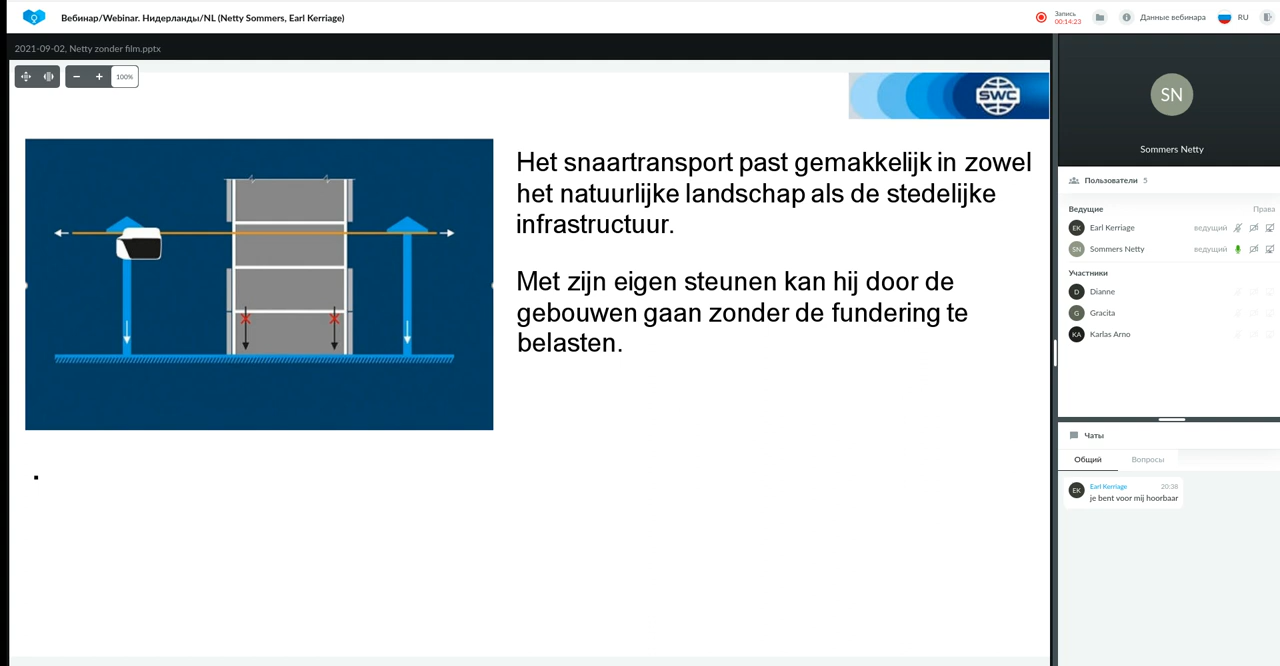 Вебинар/Webinar. Нидерланды/NL (Netty Sommers, Earl Kerriage)
Запись
00:14:23
Данные вебинара
RU
2021-09-02, Netty zonder film.pptx
100%
SWC
Het snaartransport past gemakkelijk in zowel
het natuurlijke landschap als de stedelijke
infrastructuur.
Met zijn eigen steunen kan hij door de
gebouwen gaan zonder de fundering te
belasten.
SN
Sommers Netty
Пользователи 5
Ведущие Права
EK Earl Kerriage ведущий
SN Sommers Netty ведущий
Участники
D Dianne
G Gracita
KA Karlas Arno
Чаты
Общий Вопросы
EK Earl Kerriage 20:38
je bent voor mij hoorbaar